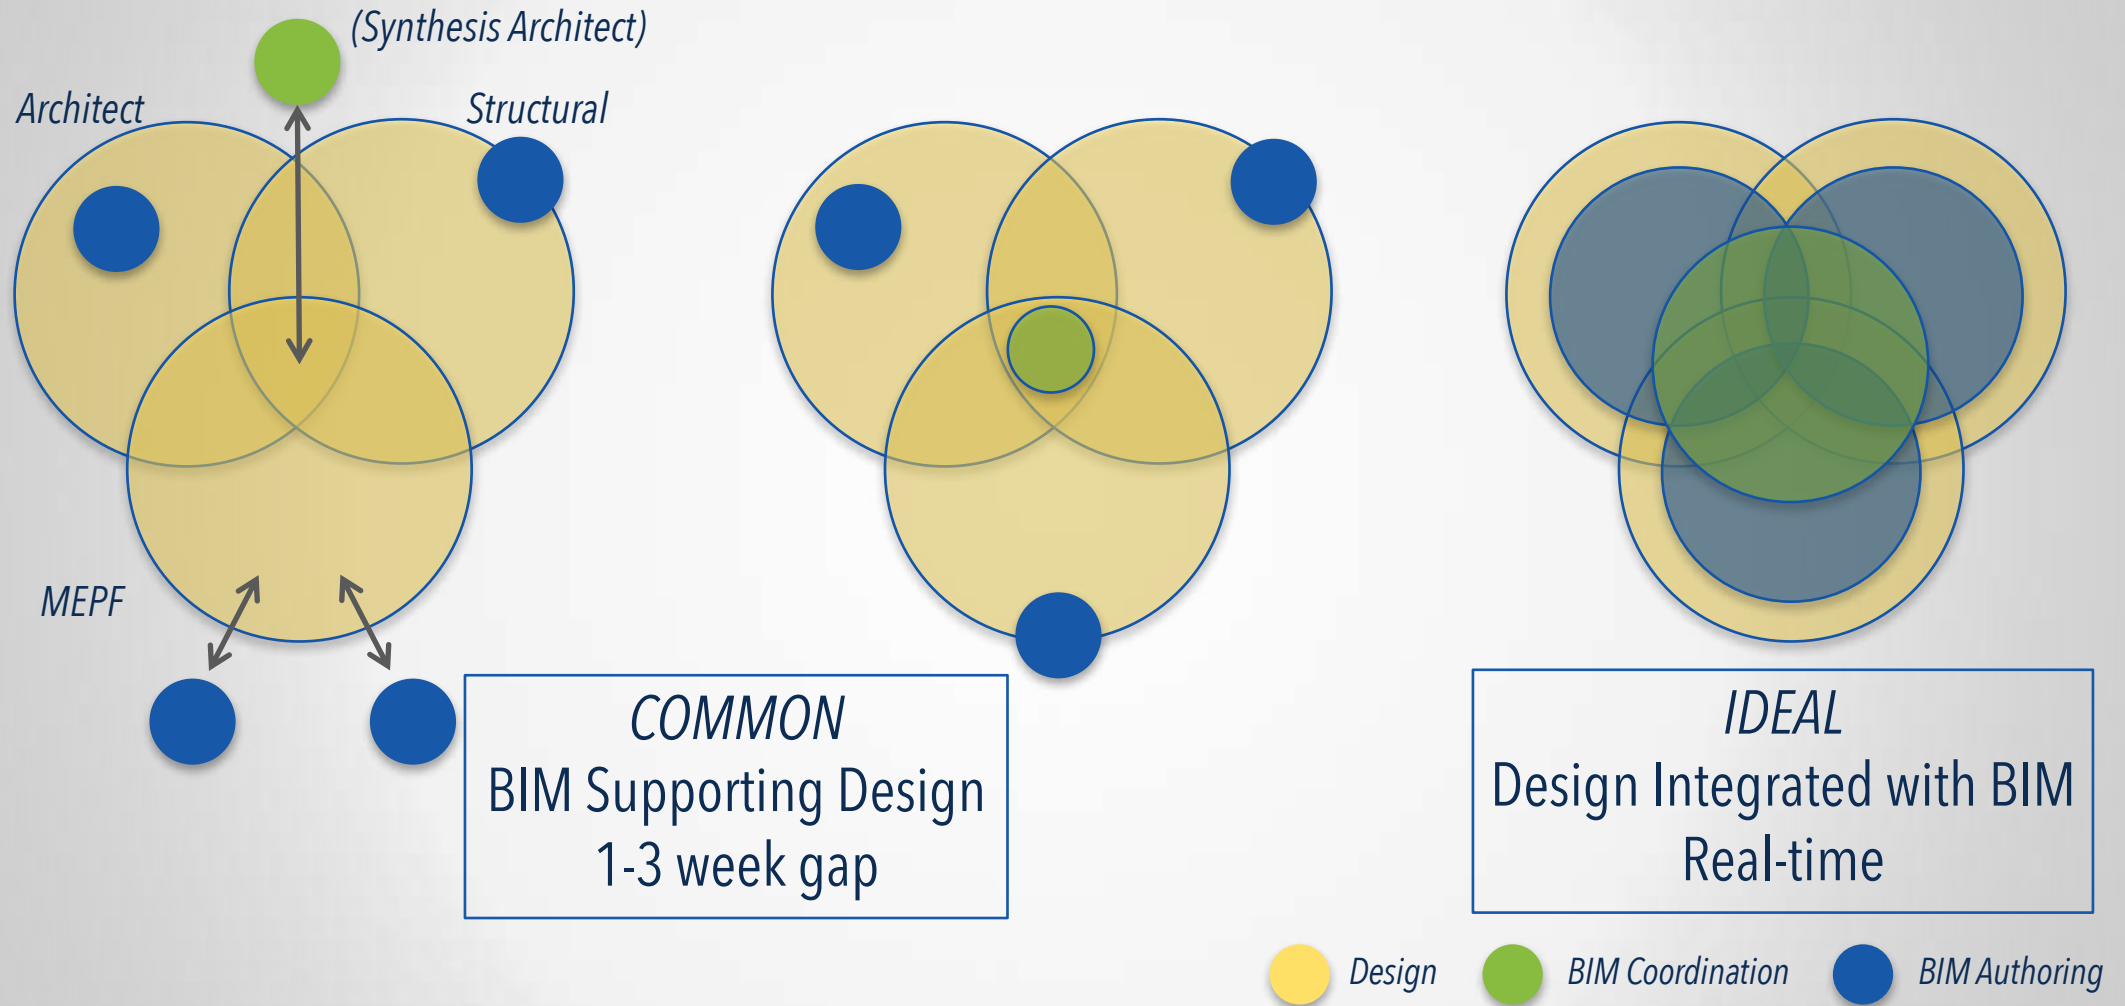 (Synthesis Architect)
Architect
Structural
MEPF
COMMON
BIM Supporting Design
1-3 week gap
IDEAL
Design Integrated with BIM
Real-time
Design
BIM Coordination
BIM Authoring